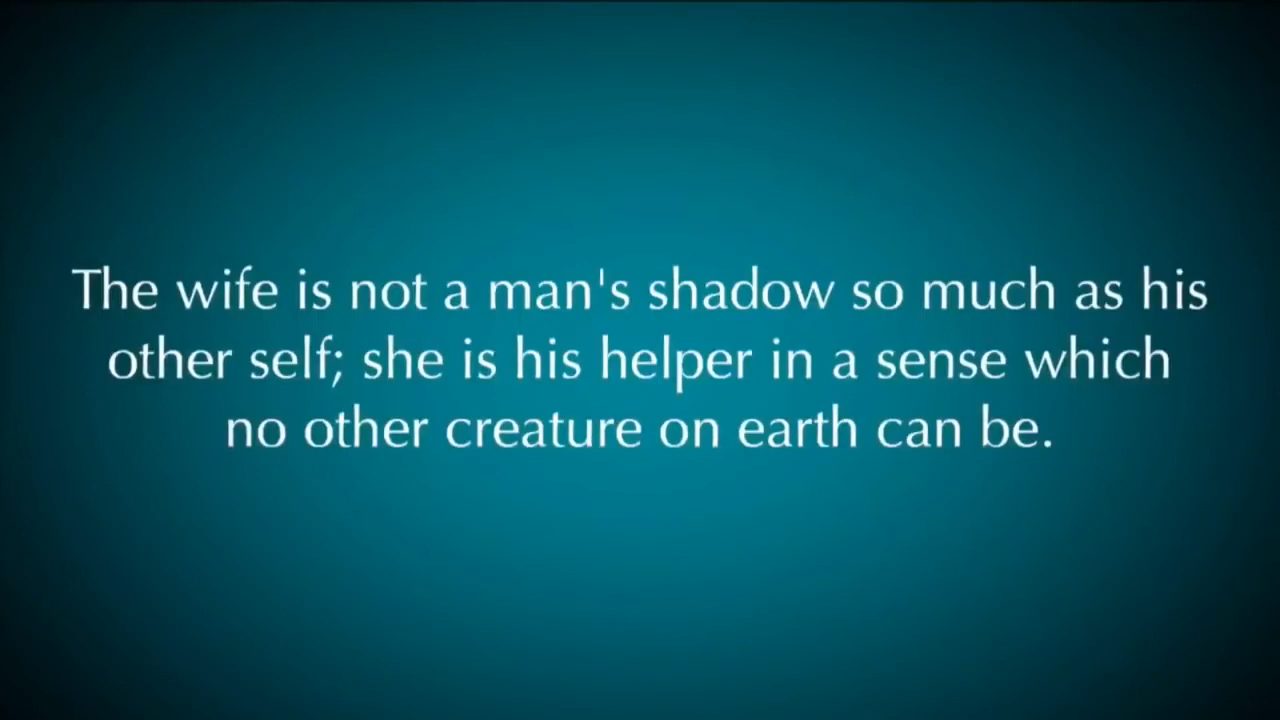 The wife is not a man's shadow so much as his
other self; she is his helper in a sense which
no other creature on earth can be.